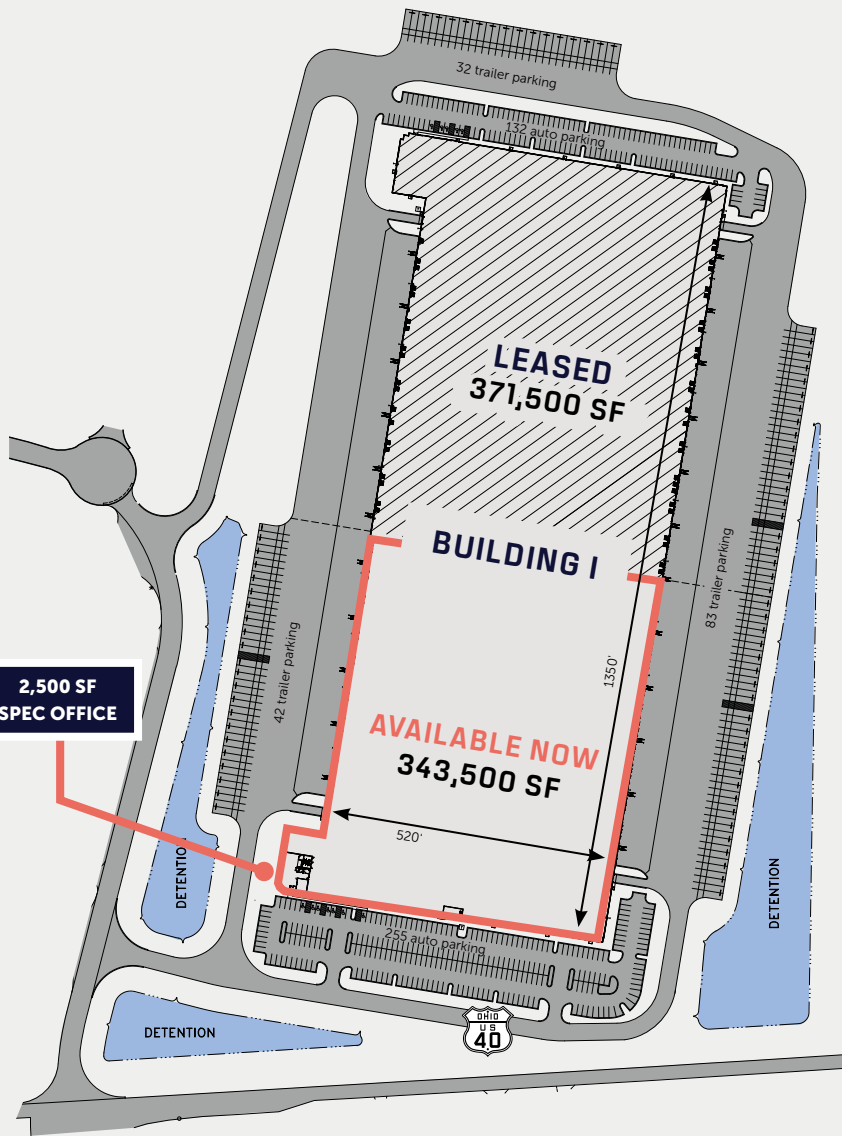 32 trailer parking
132 auto parking
LEASED
371,500 SF
BUILDING I
83 trailer parking
1350'
42 trailer parking
2,500 SF
SPEC OFFICE
AVAILABLE NOW
343,500 SF
520'
DETENTION
DETENTION
255 auto parking
OHIO
US
40
DETENTION